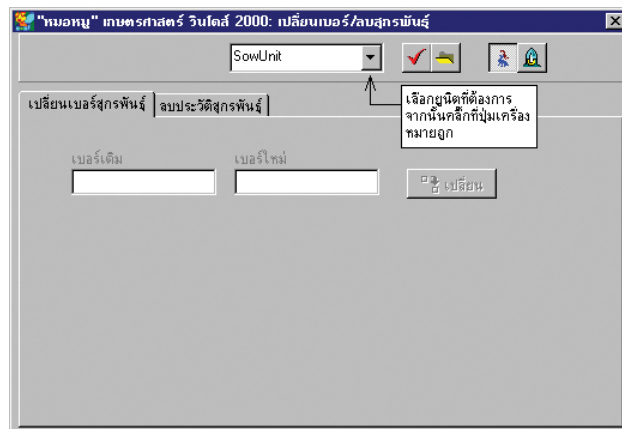 "หมอหมู" เกษตรศาสตร์ วินโดส์ 2000: เปลี่ยนเบอร์/ลบสุกรพันธุ์
SowUnit
เลือกยูนิตที่ต้องการ
จากนั้นคลิ๊กที่ปุ่มเครื่อง
หมายถูก
เปลี่ยนเบอร์สุกรพันธุ์
ลบประวัติสุกรพันธุ์
เบอร์เดิม
เบอร์ใหม่
เปลี่ยน